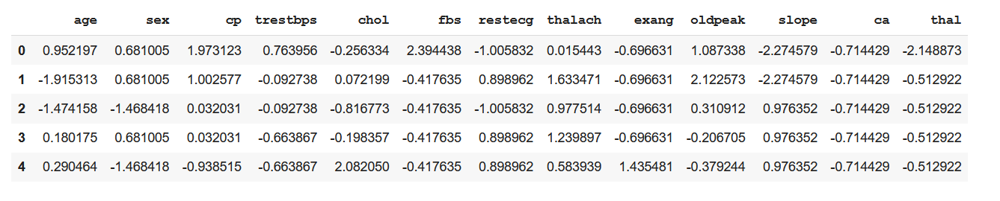 age sex cp trestbps chol fbs restecg thalach exang oldpeak slope ca thal
0 0.952197 0.681005 1.973123 0.763956 -0.256334 2.394438 -1.005832 0.015443 -0.696631 1.087338 -2.274579 -0.714429 -2.148873
1 -1.915313 0.681005 1.002577 -0.092738 0.072199 -0.417635 0.898962 1.633471 -0.696631 2.122573 -2.274579 -0.714429 -0.512922
2 -1.474158 -1.468418 0.032031 -0.092738 -0.816773 -0.417635 -1.005832 0.977514 -0.696631 0.310912 0.976352 -0.714429 -0.512922
3 0.180175 0.681005 0.032031 -0.663867 -0.198357 -0.417635 0.898962 1.239897 -0.696631 -0.206705 0.976352 -0.714429 -0.512922
4 0.290464 -1.468418 -0.938515 -0.663867 2.082050 -0.417635 0.898962 0.583939 1.435481 -0.379244 0.976352 -0.714429 -0.512922